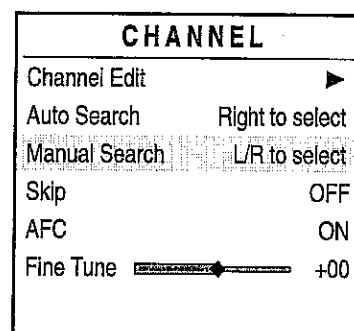 CHANNEL
Channel Edit ►
Auto Search Right to select
Manual Search L/R to select
Skip OFF
AFC ON
Fine Tune +00